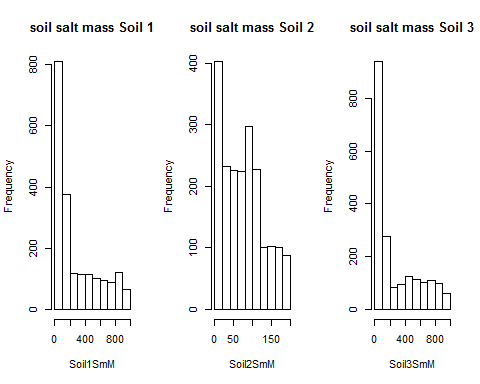 soil salt mass Soil 1
Frequency
0 200 400 600 800
0 400 800
Soil1SmM
soil salt mass Soil 2
Frequency
0 100 200 300 400
0 50 150
Soil2SmM
soil salt mass Soil 3
Frequency
0 200 400 600 800
0 400 800
Soil3SmM